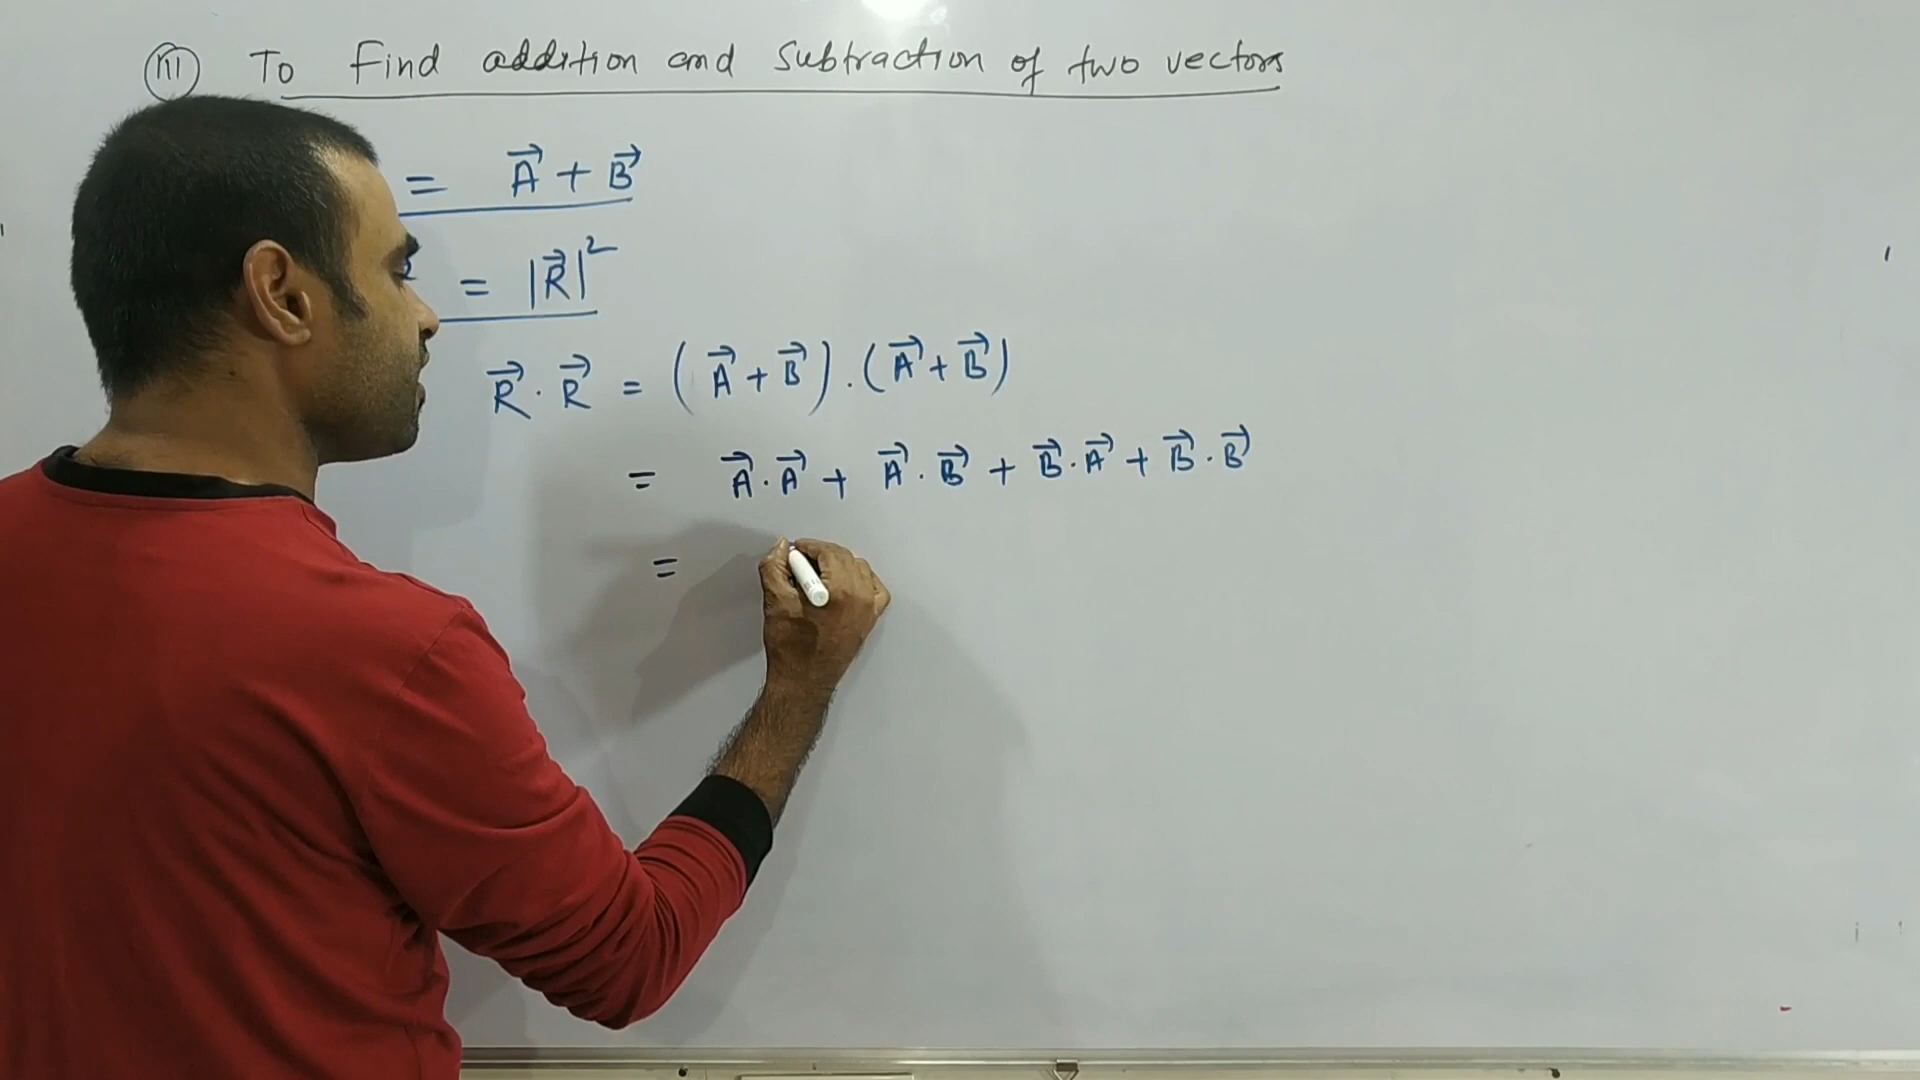 (III) To Find addition and Subtraction of two vectors
= A⃗ + B⃗
= |R⃗|²
R⃗ . R⃗ = (A⃗ + B⃗) . (A⃗ + B⃗)
= A⃗ . A⃗ + A⃗ . B⃗ + B⃗ . A⃗ + B⃗ . B⃗
=